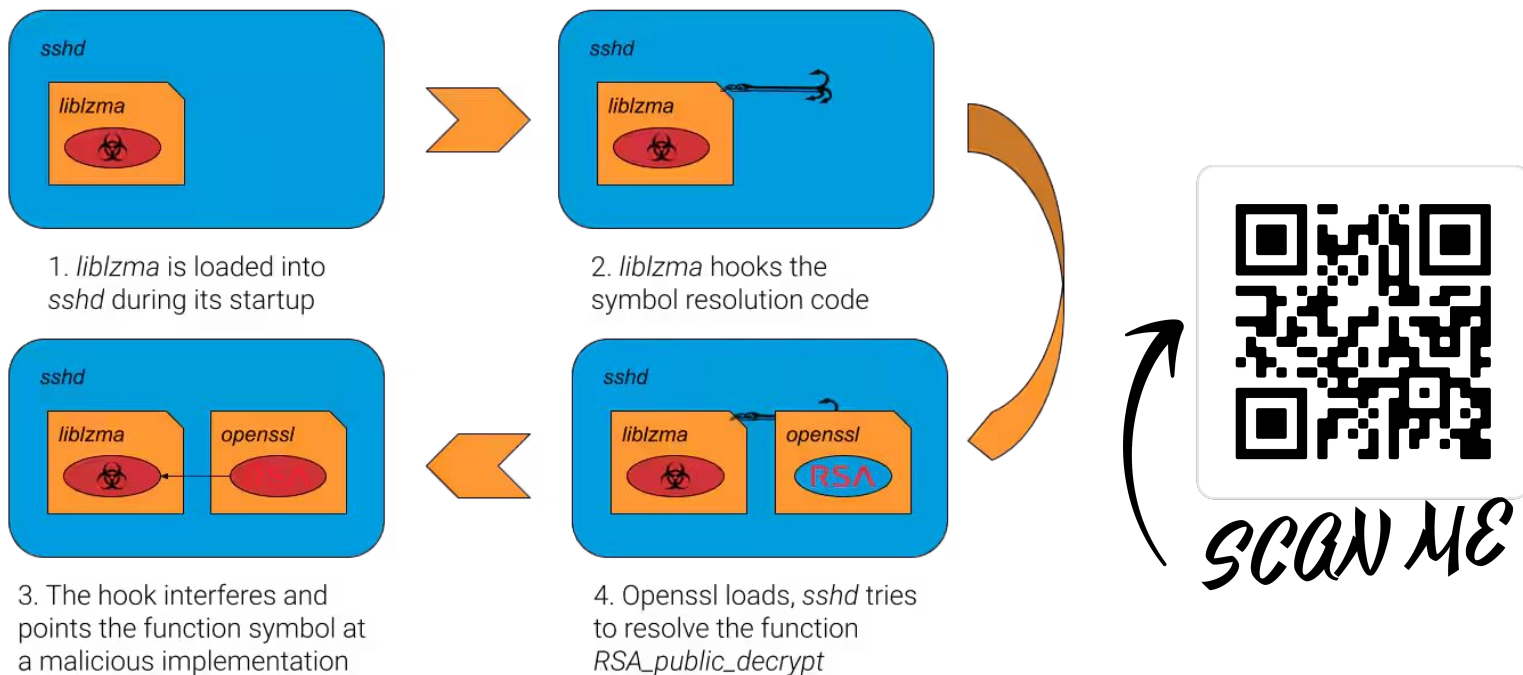 sshd
liblzma
1. liblzma is loaded into
sshd during its startup
sshd
liblzma
2. liblzma hooks the
symbol resolution code
sshd
liblzma
openssl
RSA
3. The hook interferes and
points the function symbol at
a malicious implementation
sshd
liblzma
openssl
RSA
4. Openssl loads, sshd tries
to resolve the function
RSA_public_decrypt
SCAN ME